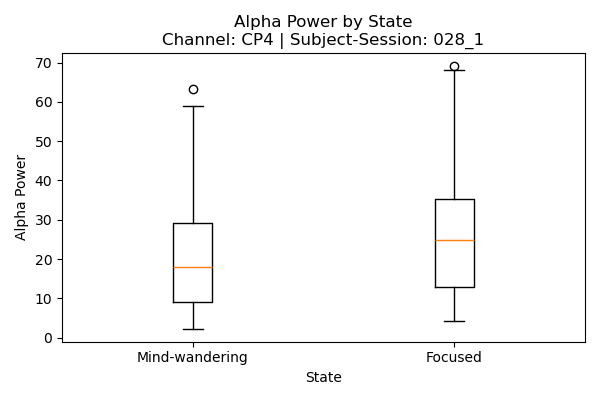 Alpha Power by State
Channel: CP4 | Subject-Session: 028_1
70
60
50
40
30
20
10
0
Alpha Power
Mind-wandering
Focused
State